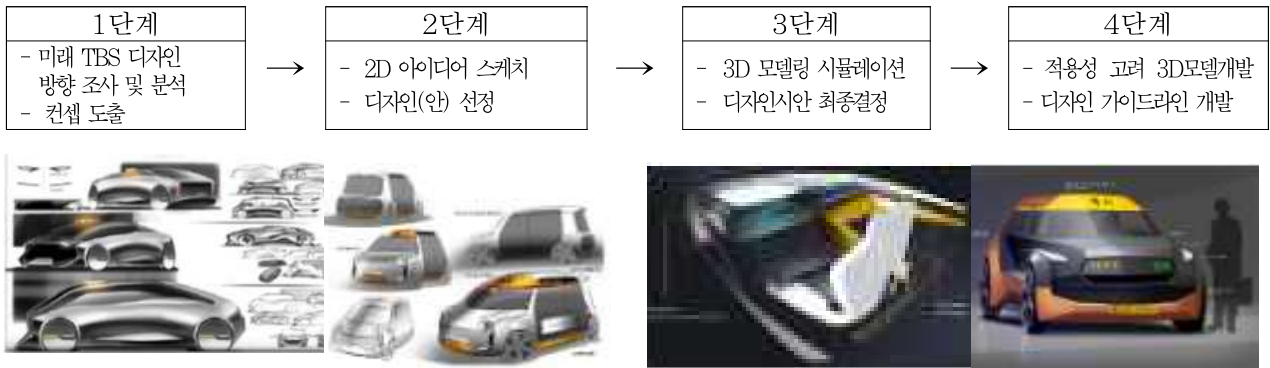 1단계
- 미래 TBS 디자인
방향 조사 및 분석
- 컨셉 도출
→
2단계
- 2D 아이디어 스케치
- 디자인(안) 선정
→
3단계
- 3D 모델링 시뮬레이션
- 디자인시안 최종결정
→
4단계
- 적용성 고려 3D모델개발
- 디자인 가이드라인 개발